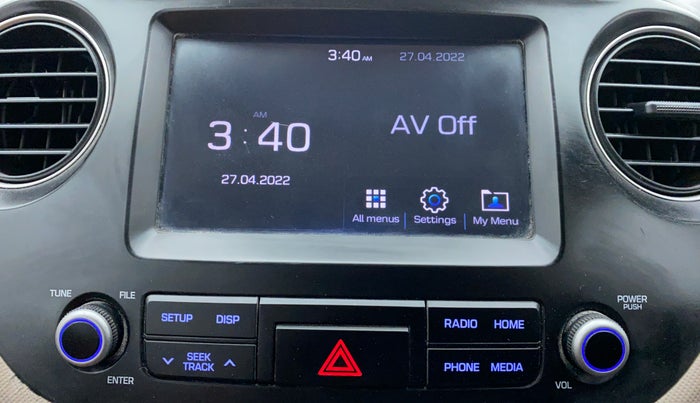 3:40 AM 27.04.2022
AM
3:40
AV Off
27.04.2022
All menus
Settings
My Menu
TUNE
FILE
ENTER
SETUP DISP
SEEK
TRACK
RADIO HOME
PHONE MEDIA
POWER
PUSH
VOL